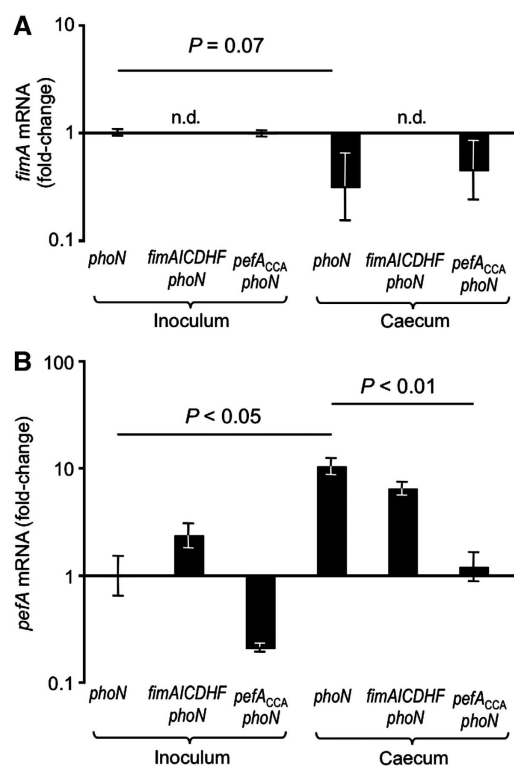 A
10
P = 0.07
fimA mRNA
(fold-change)
n.d.
n.d.
1
0.1
phoN
fimAICDHF
phoN
pefACCA
phoN
phoN
fimAICDHF
phoN
pefACCA
phoN
Inoculum
Caecum
B
100
P < 0.01
P < 0.05
10
pefA mRNA (fold-change)
1
0.1
phoN
fimAICDHF
phoN
pefACCA
phoN
phoN
fimAICDHF
phoN
pefACCA
phoN
Inoculum
Caecum